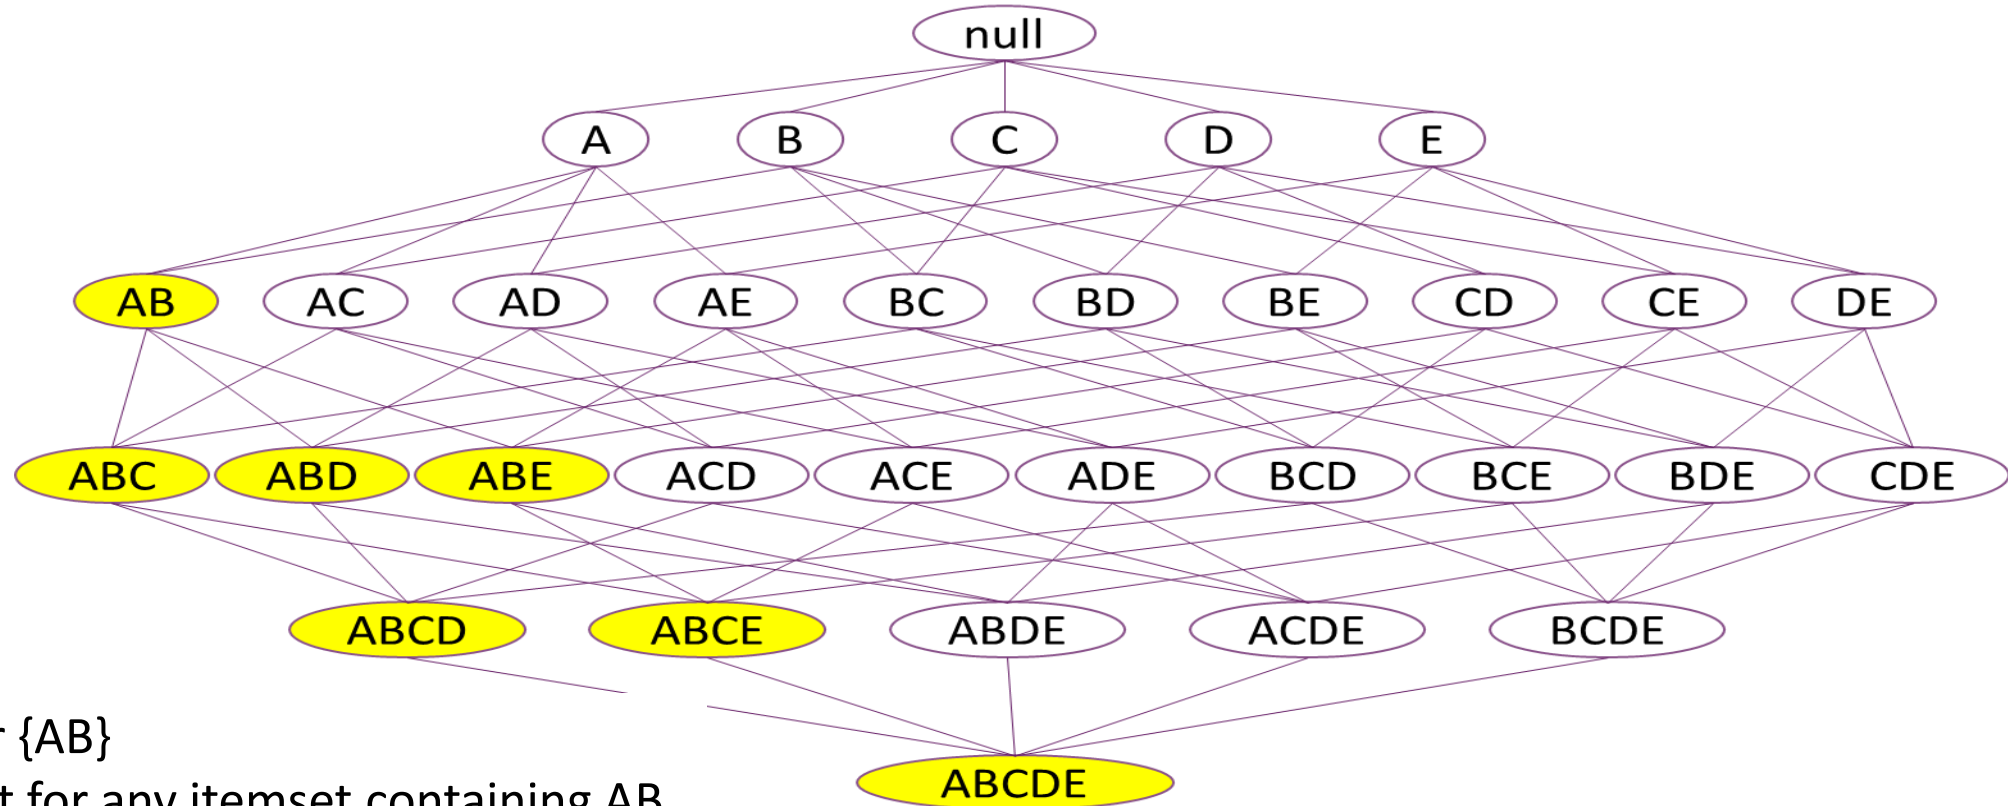 null
A B C D E
AB AC AD AE BC BD BE CD CE DE
ABC ABD ABE ACD ACE ADE BCD BCE BDE CDE
ABCD ABCE ABDE ACDE BCDE
{AB}
ABCDE
for any itemset containing AB